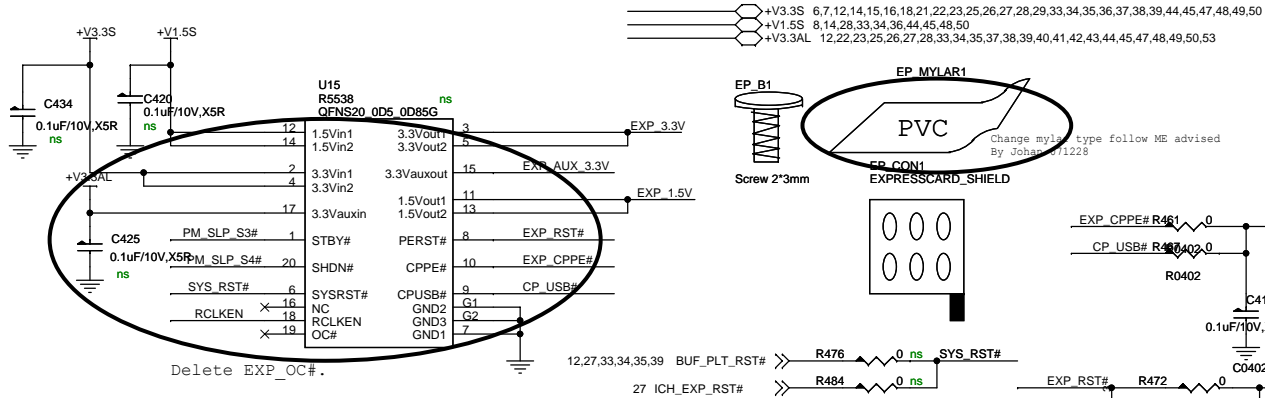 +V3.3S 6,7,12,14,15,16,18,21,22,23,25,26,27,28,29,33,34,35,36,37,38,39,44,45,47,48,49,50
+V1.5S 8,14,28,33,34,36,44,45,48,50
+V3.3AL 12,22,23,25,26,27,28,33,34,35,37,38,39,40,41,42,43,44,45,47,48,49,50,53
+V3.3S
+V1.5S
C434
0.1uF/10V,X5R
ns
C420
0.1uF/10V,X5R
ns
U15
R5538
QFNS20_0D5_0D85G
ns
12 1.5Vin1 3.3Vout1 3
14 1.5Vin2 3.3Vout2 5
EXP_3.3V
2 3.3Vin1 3.3Vauxout 15 EXP_AUX_3.3V
+V3.3AL
4 3.3Vin2
1.5Vout1 11 EXP_1.5V
17 3.3Vauxin 1.5Vout2 13
C425
0.1uF/10V,X5R
ns
PM_SLP_S3# 1 STBY# PERST# 8 EXP_RST#
PM_SLP_S4# 20 SHDN# CPPE# 10 EXP_CPPE#
SYS_RST# 6 SYSRST# CPUSB# 9 CP_USB#
16 NC GND2 G1
RCLKEN 18 RCLKEN GND3 G2
19 OC# GND1 7
Delete EXP_OC#.
EP_B1
Screw 2*3mm
EP_MYLAR1
PVC
Change mylar type follow ME advised
By Johan 071228
EP_CON1
EXPRESSCARD_SHIELD
EXP_CPPE# R461 0
CP_USB# R467 0
R0402
R0402
C41
0.1uF/10V,
C0402
12,27,33,34,35,39 BUF_PLT_RST# R476 0 ns SYS_RST#
27 ICH_EXP_RST# R484 0 ns
EXP_RST# R472 0